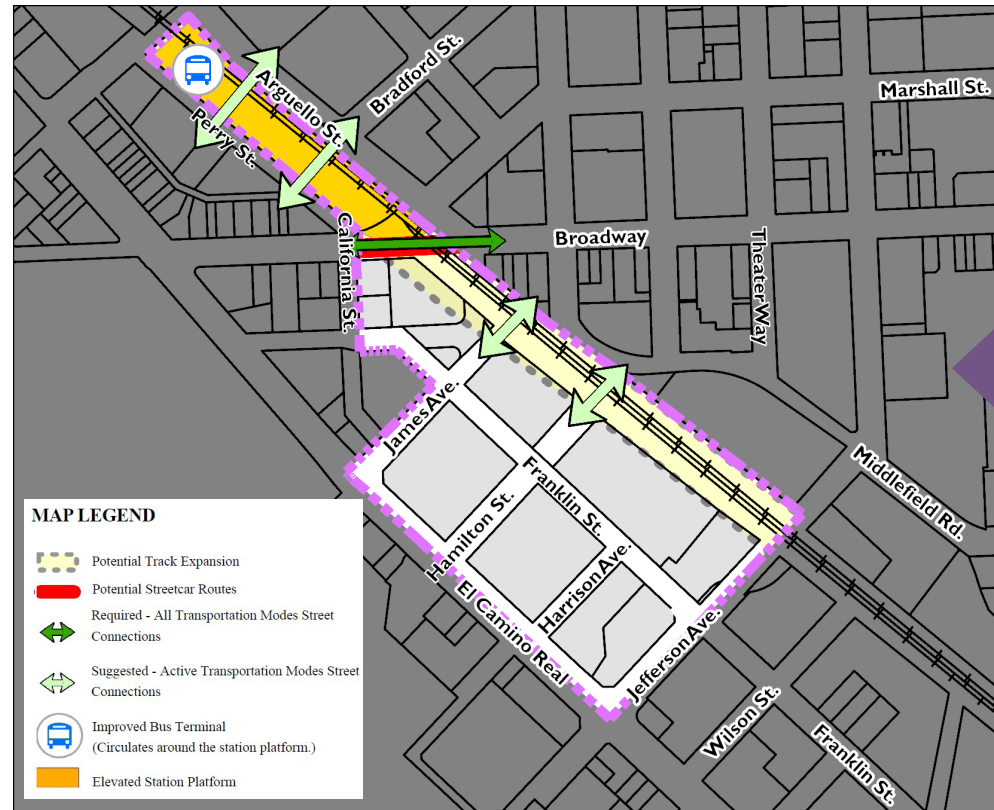 Bradford St.
Marshall St.
Arguello St.
Perry St.
California St.
Broadway
Theater Way
James Ave.
Middlefield Rd.
Franklin St.
Hamilton St.
Harrison Ave.
El Camino Real
Jefferson Ave.
Wilson St.
Franklin St.
MAP LEGEND
Potential Track Expansion
Potential Streetcar Routes
Required - All Transportation Modes Street
Connections
Suggested - Active Transportation Modes Street
Connections
Improved Bus Terminal
(Circulates around the station platform.)
Elevated Station Platform